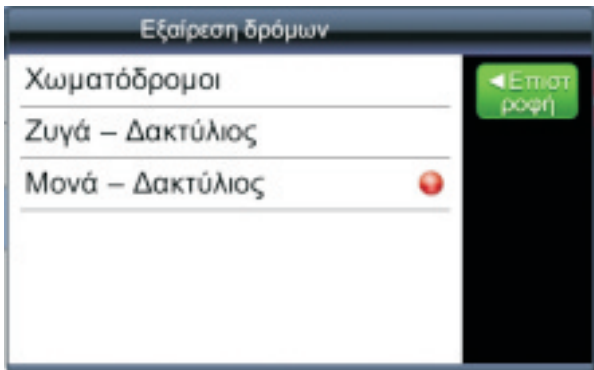 Εξαίρεση δρόμων
Χωματόδρομοι
◄Επιστ
ροφή
Ζυγά – Δακτύλιος
Μονά – Δακτύλιος